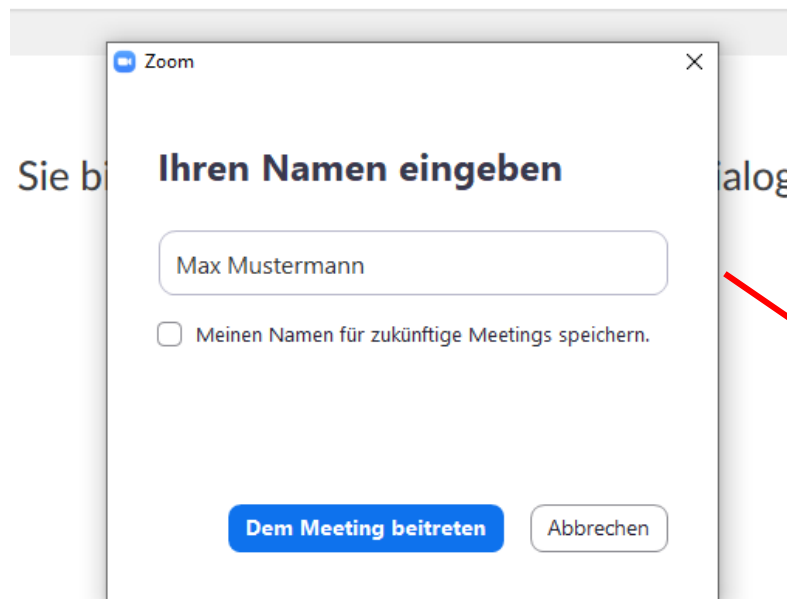 Zoom
Ihren Namen eingeben
Sie bi
ialog
Max Mustermann
Meinen Namen für zukünftige Meetings speichern.
Dem Meeting beitreten
Abbrechen